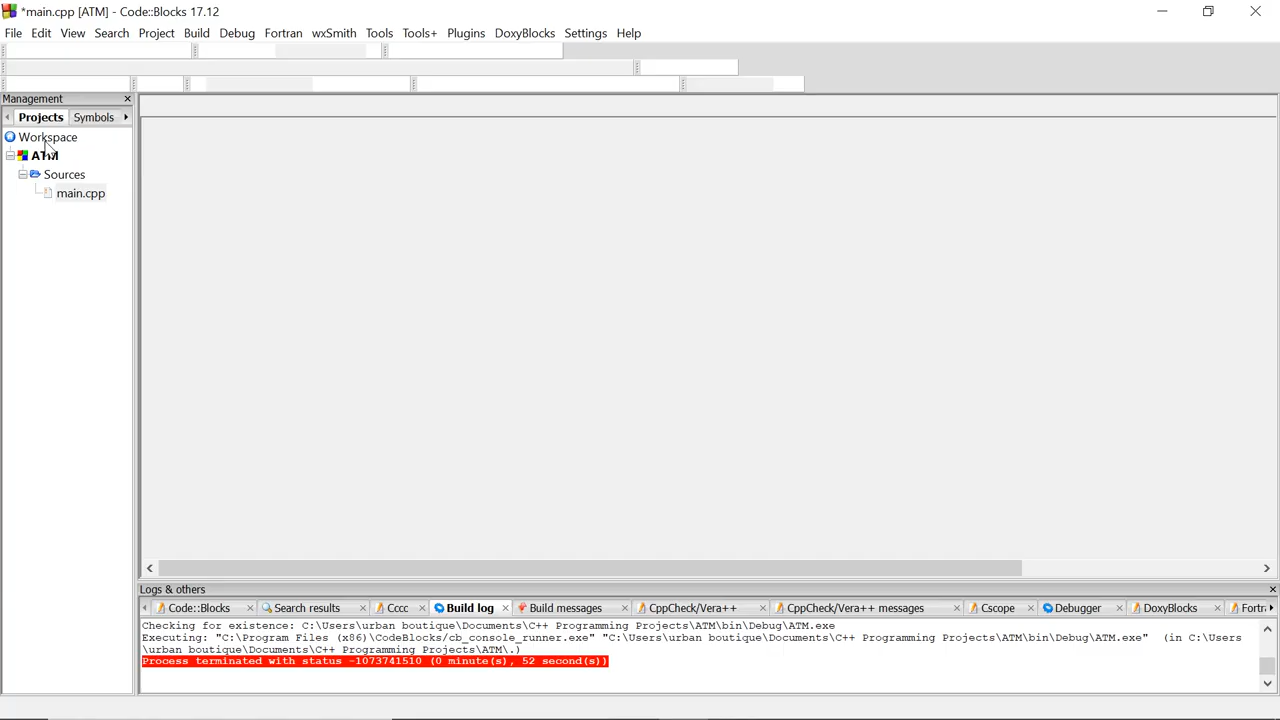 *main.cpp [ATM] - Code::Blocks 17.12
File Edit View Search Project Build Debug Fortran wxSmith Tools Tools+ Plugins DoxyBlocks Settings Help
Management
Projects Symbols
Workspace
ATM
Sources
main.cpp
Logs & others
Code::Blocks Search results Cccc Build log Build messages CppCheck/Vera++ CppCheck/Vera++ messages Cscope Debugger DoxyBlocks Fortr
Checking for existence: C:\Users\urban boutique\Documents\C++ Programming Projects\ATM\bin\Debug\ATM.exe
Executing: "C:\Program Files (x86)\CodeBlocks/cb_console_runner.exe" "C:\Users\urban boutique\Documents\C++ Programming Projects\ATM\bin\Debug\ATM.exe" (in C:\Users
\urban boutique\Documents\C++ Programming Projects\ATM\.)
Process terminated with status -1073741510 (0 minute(s), 52 second(s))